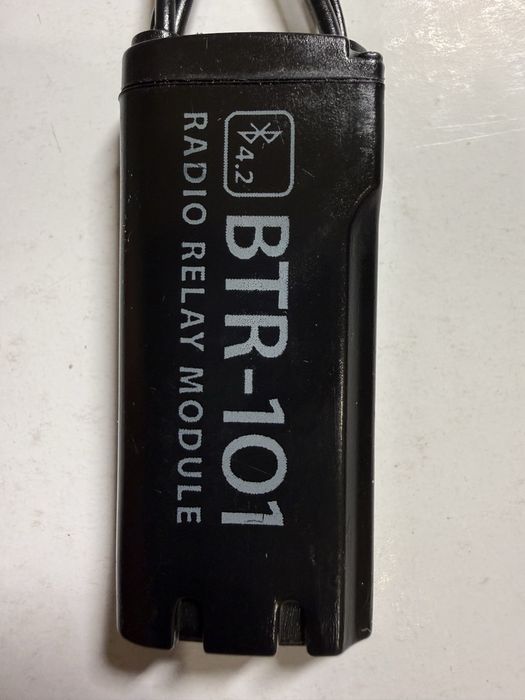 4.2
BTR-101
RADIO RELAY MODULE